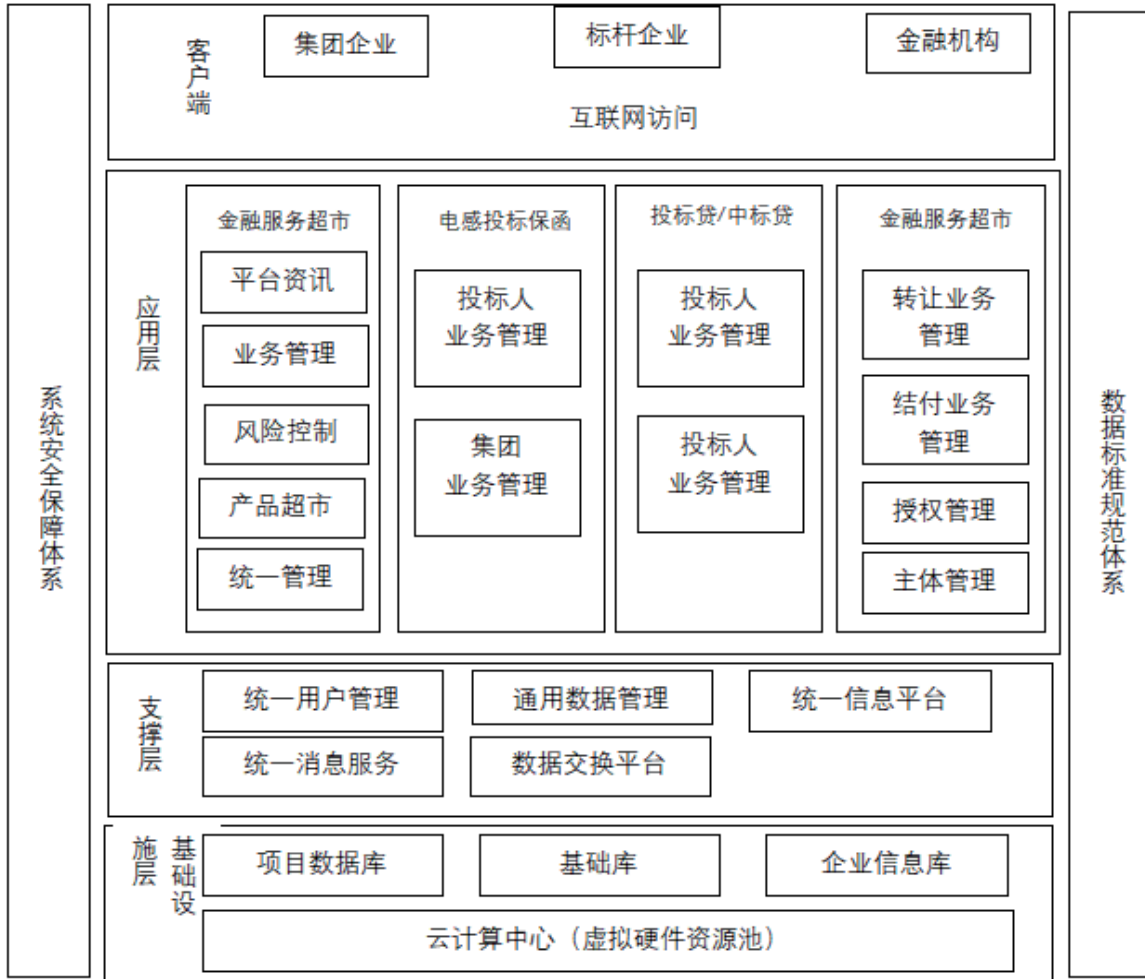 系统安全保障体系
客户端
集团企业
标杆企业
金融机构
互联网访问
应用层
金融服务超市
平台资讯
业务管理
风险控制
产品超市
统一管理
电感投标保函
投标人
业务管理
集团
业务管理
投标贷/中标贷
投标人
业务管理
投标人
业务管理
金融服务超市
转让业务
管理
结付业务
管理
授权管理
主体管理
支撑层
统一用户管理
通用数据管理
统一信息平台
统一消息服务
数据交换平台
基础设
施层
项目数据库
基础库
企业信息库
云计算中心（虚拟硬件资源池）
数据标准规范体系